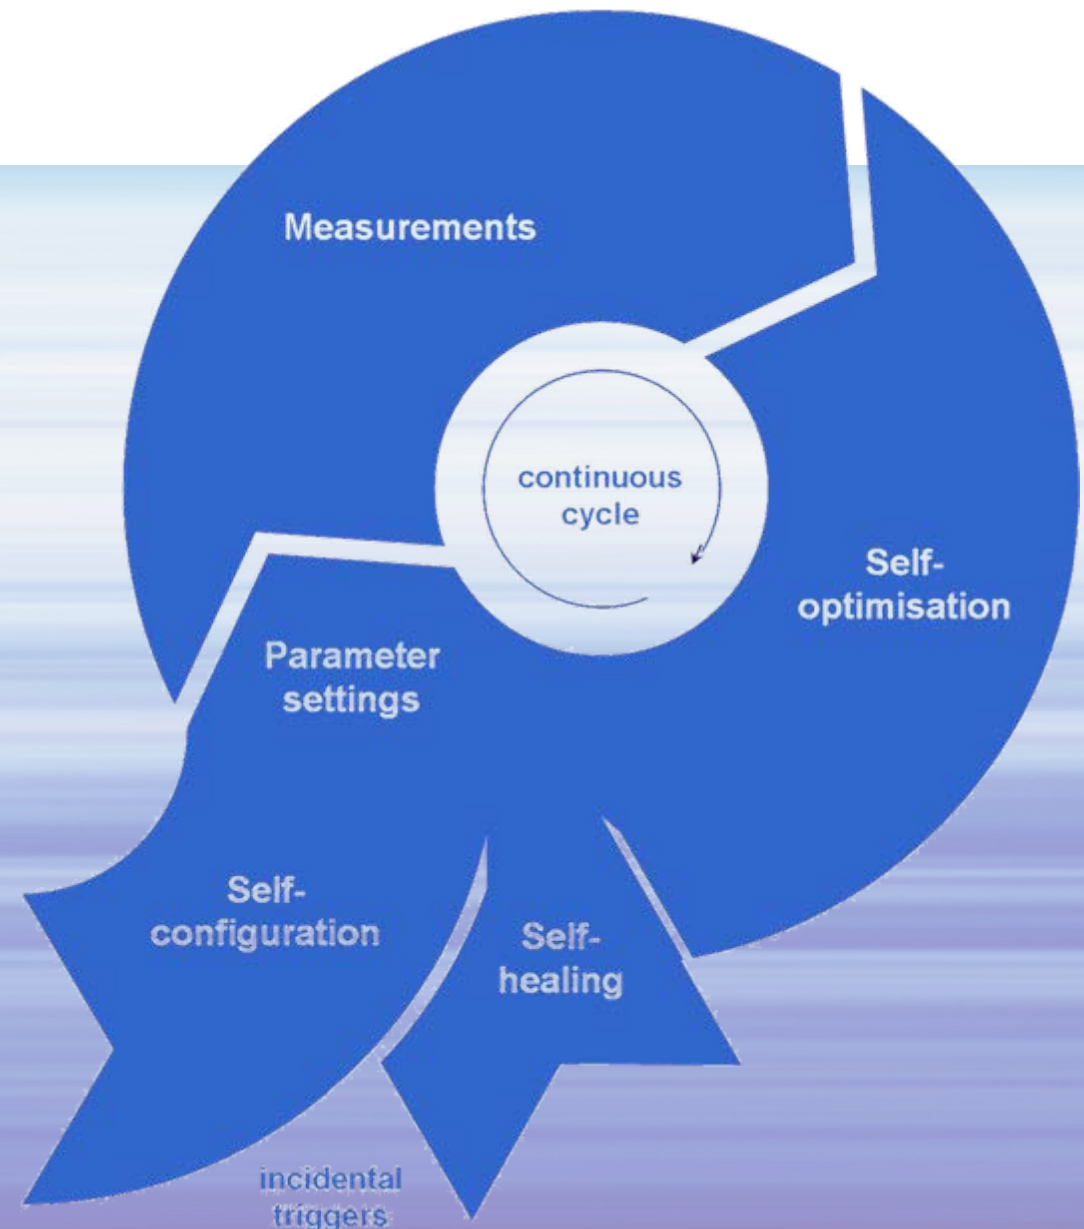 Measurements
continuous
cycle
Self-
optimisation
Parameter
settings
Self-
configuration
Self-
healing
incidental
triggers